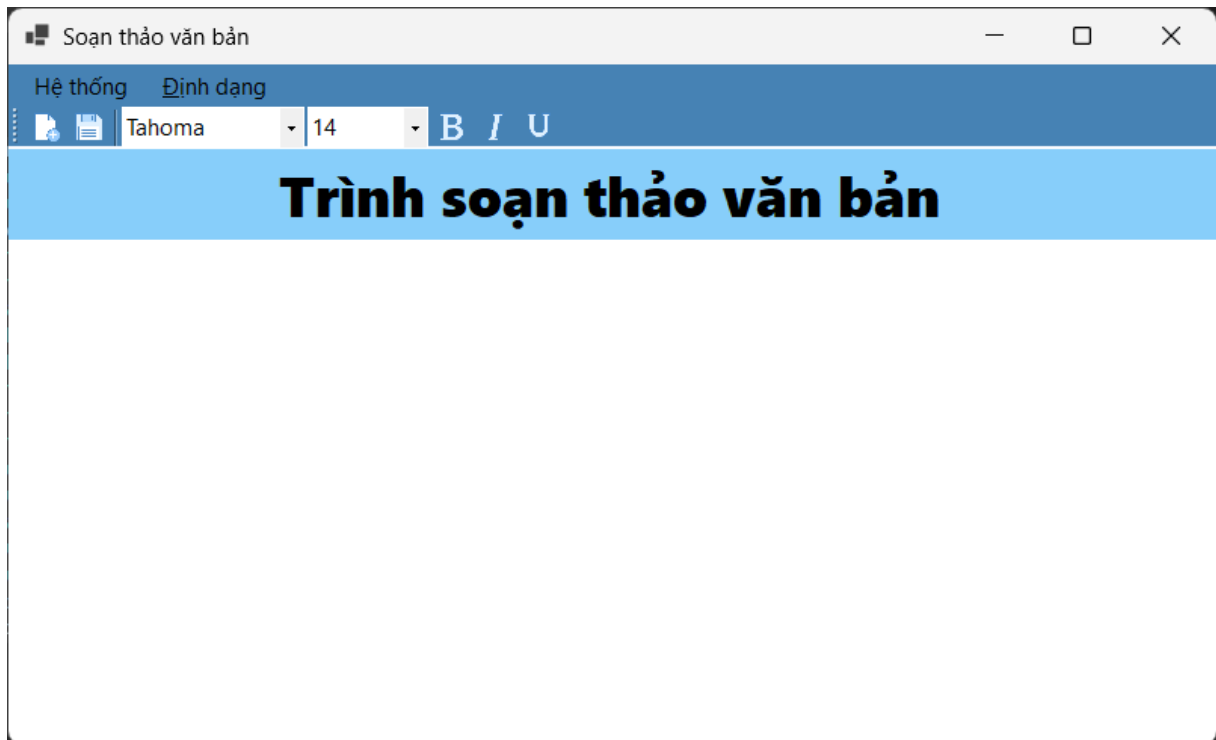 Soạn thảo văn bản
Hệ thống Định dạng
Tahoma 14 B I U
Trình soạn thảo văn bản